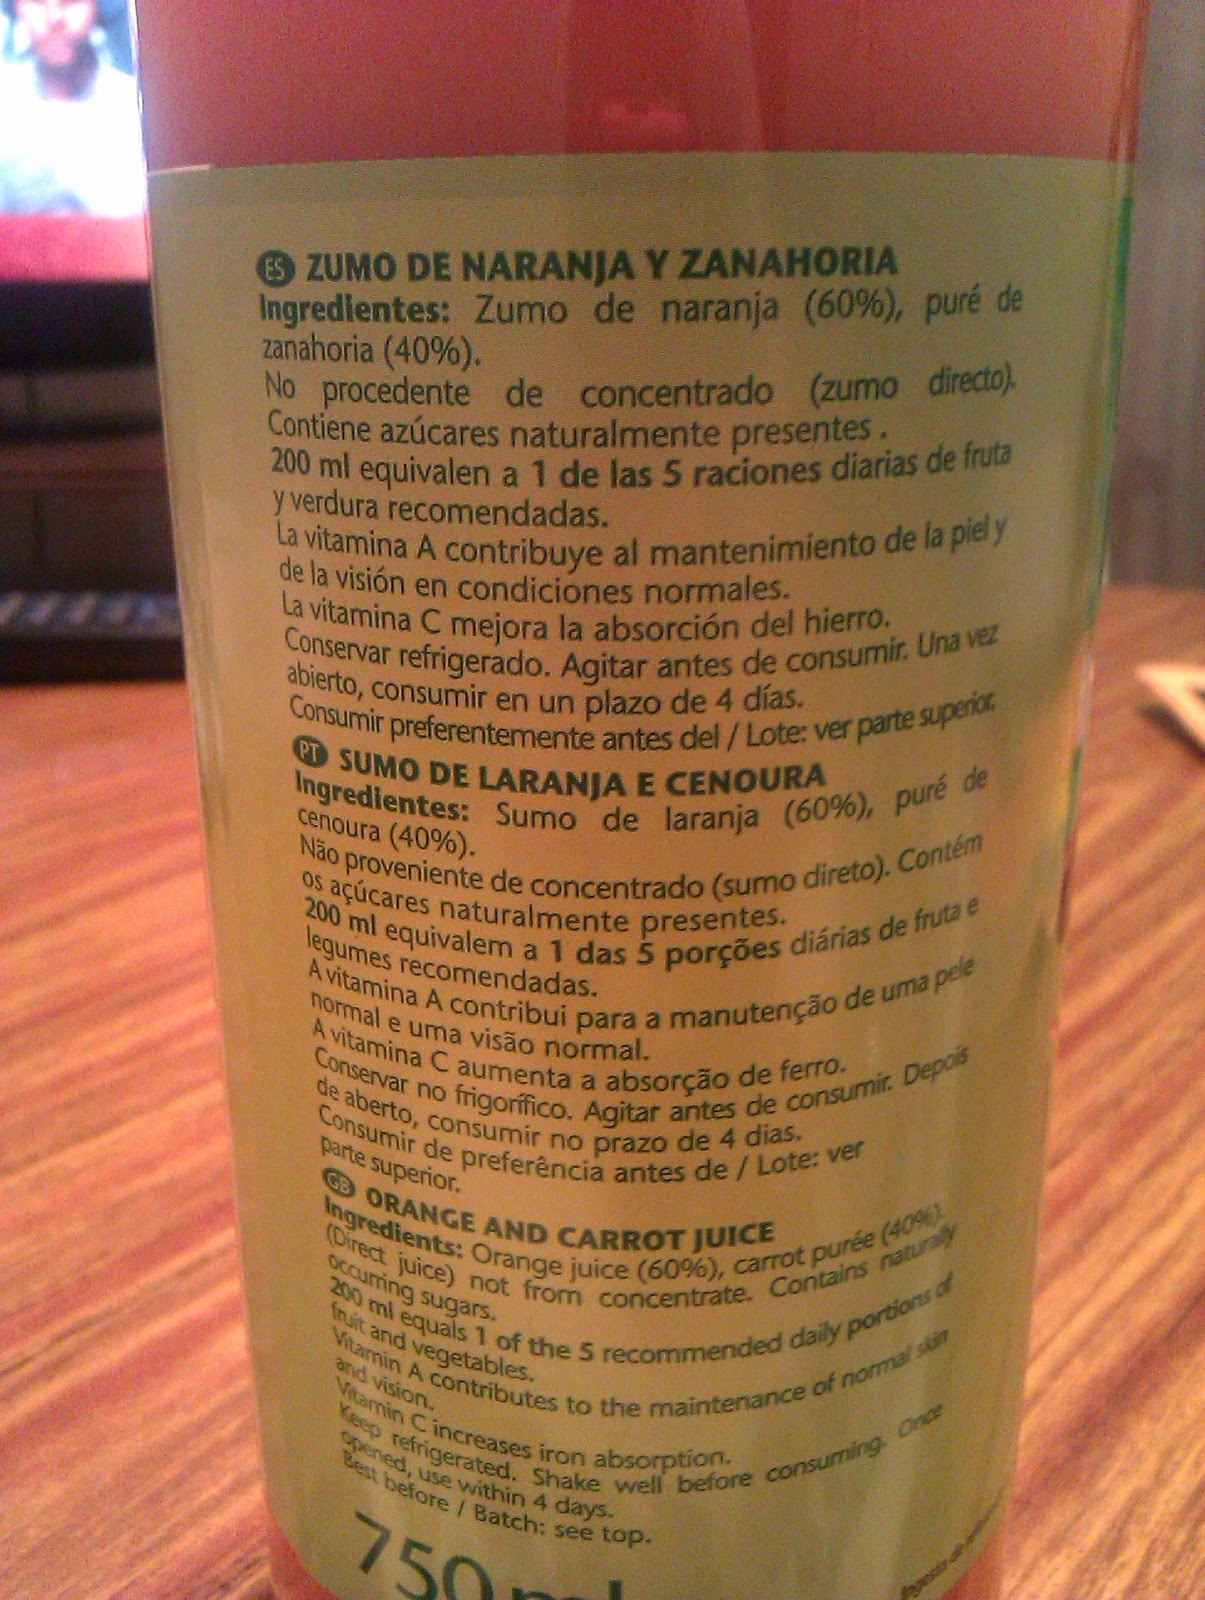 ES ZUMO DE NARANJA Y ZANAHORIA
Ingredientes: Zumo de naranja (60%), puré de
zanahoria (40%).
No procedente de concentrado (zumo directo).
Contiene azúcares naturalmente presentes .
200 ml equivalen a 1 de las 5 raciones diarias de fruta
y verdura recomendadas.
La vitamina A contribuye al mantenimiento de la piel y
de la visión en condiciones normales.
La vitamina C mejora la absorción del hierro.
Conservar refrigerado. Agitar antes de consumir. Una vez
abierto, consumir en un plazo de 4 días.
Consumir preferentemente antes del / Lote: ver parte superior.
PT SUMO DE LARANJA E CENOURA
Ingredientes: Sumo de laranja (60%), puré de
cenoura (40%).
Não proveniente de concentrado (sumo direto). Contém
os açúcares naturalmente presentes.
200 ml equivalem a 1 das 5 porções diárias de fruta e
legumes recomendadas.
A vitamina A contribui para a manutenção de uma pele
normal e uma visão normal.
A vitamina C aumenta a absorção de ferro.
Conservar no frigorífico. Agitar antes de consumir. Depois
de aberto, consumir no prazo de 4 dias.
Consumir de preferência antes de / Lote: ver
parte superior.
GB ORANGE AND CARROT JUICE
Ingredients: Orange juice (60%), carrot purée (40%).
(Direct juice) not from concentrate. Contains naturally
occurring sugars.
200 ml equals 1 of the 5 recommended daily portions of
fruit and vegetables.
Vitamin A contributes to the maintenance of normal skin
and vision.
Vitamin C increases iron absorption.
Keep refrigerated. Shake well before consuming. Once
opened, use within 4 days.
Best before / Batch: see top.
750 ml
Ingesta de